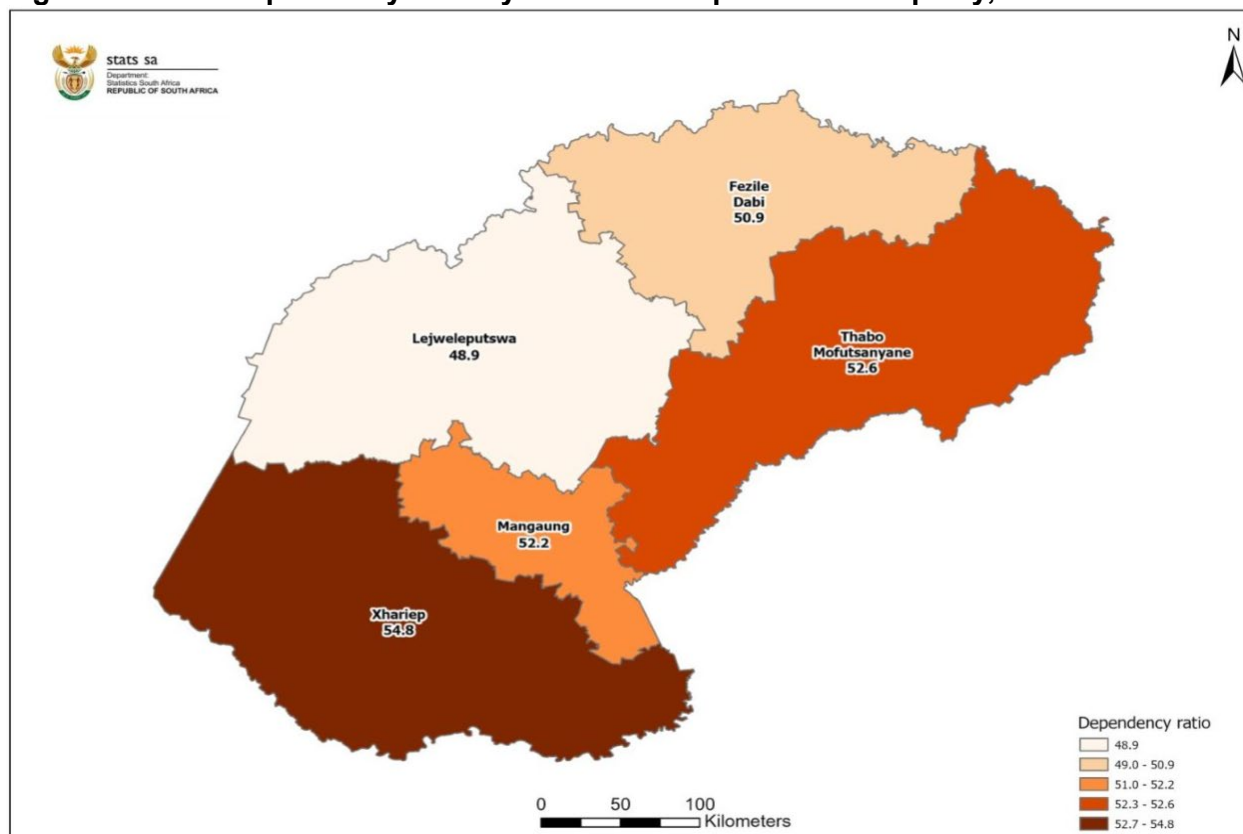 stats sa
Department:
Statistics South Africa
REPUBLIC OF SOUTH AFRICA
N
Fezile
Dabi
50.9
Lejweleputswa
48.9
Thabo
Mofutsanyane
52.6
Mangaung
52.2
Xhariep
54.8
Dependency ratio
48.9
49.0 - 50.9
51.0 - 52.2
52.3 - 52.6
52.7 - 54.8
0 50 100
Kilometers